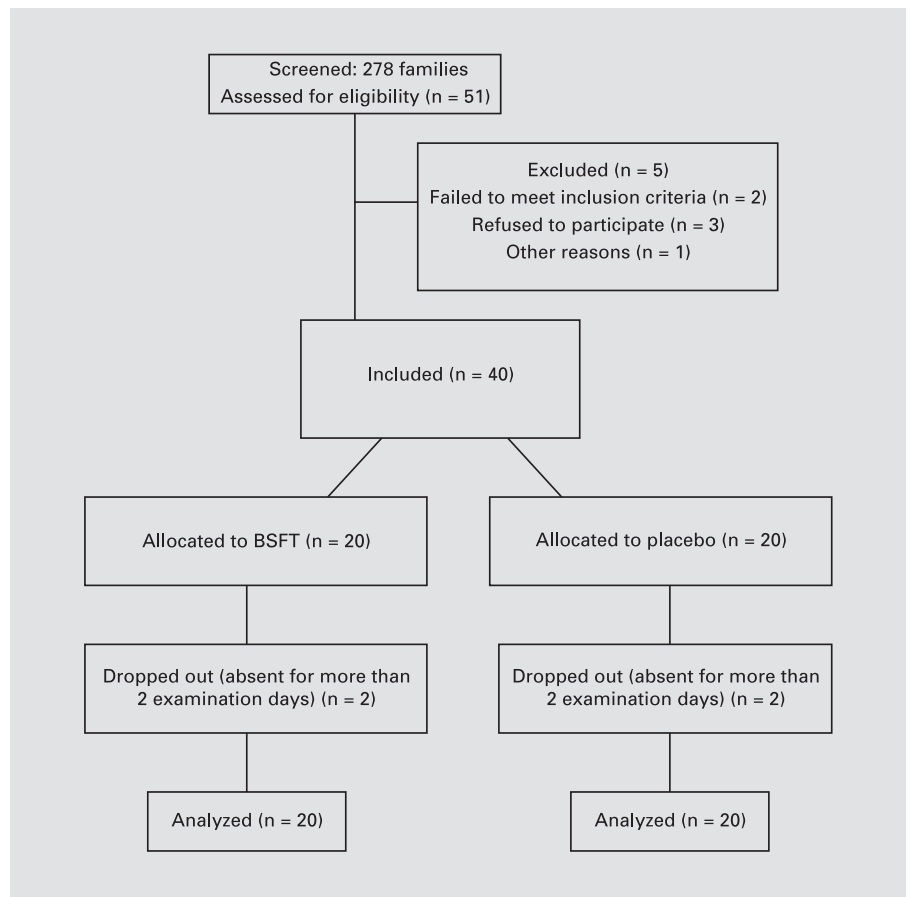 Screened: 278 families
Assessed for eligibility (n = 51)
Excluded (n = 5)
Failed to meet inclusion criteria (n = 2)
Refused to participate (n = 3)
Other reasons (n = 1)
Included (n = 40)
Allocated to BSFT (n = 20)
Allocated to placebo (n = 20)
Dropped out (absent for more than
2 examination days) (n = 2)
Dropped out (absent for more than
2 examination days) (n = 2)
Analyzed (n = 20)
Analyzed (n = 20)